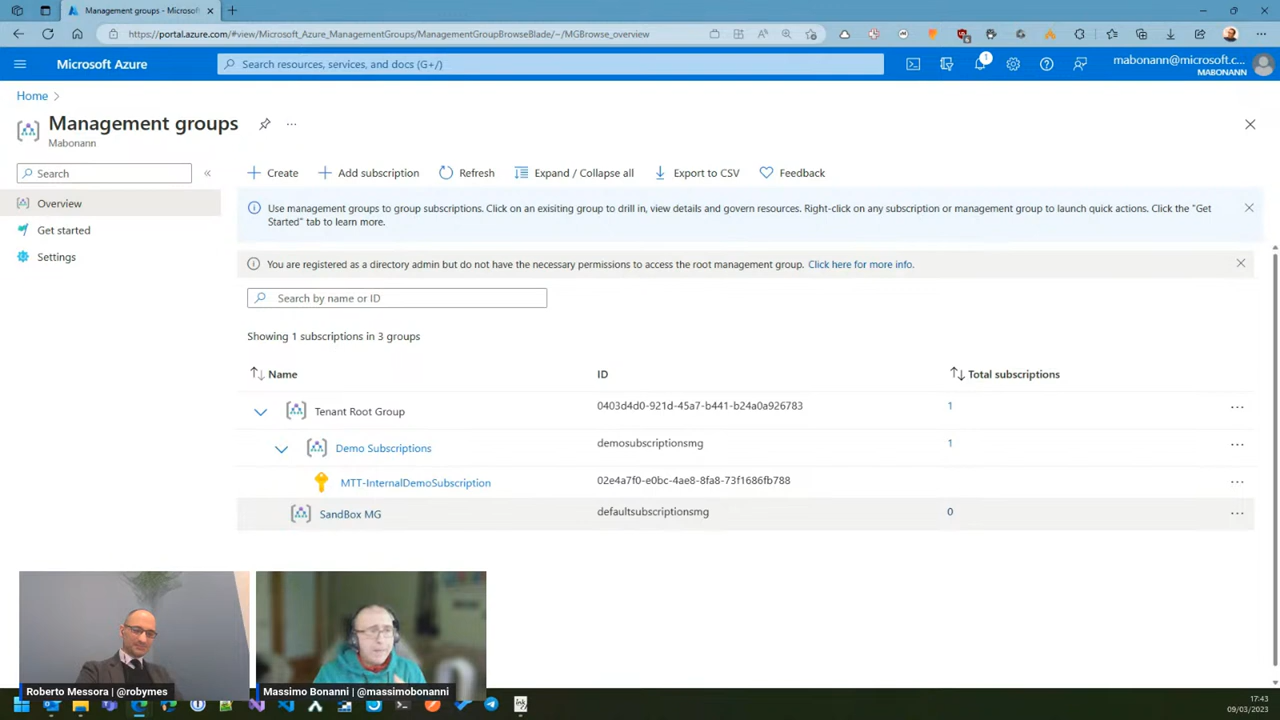 Management groups - Microsof
https://portal.azure.com/#view/Microsoft_Azure_ManagementGroups/ManagementGroupBrowseBlade/~/MGBrowse_overview
Microsoft Azure
Search resources, services, and docs (G+/)
1
mabonann@microsoft.c...
MABONANN
Home
Management groups
Mabonann
Search
Overview
Get started
Settings
Create
Add subscription
Refresh
Expand / Collapse all
Export to CSV
Feedback
Use management groups to group subscriptions. Click on an exisiting group to drill in, view details and govern resources. Right-click on any subscription or management group to launch quick actions. Click the "Get
Started" tab to learn more.
You are registered as a directory admin but do not have the necessary permissions to access the root management group. Click here for more info.
Search by name or ID
Showing 1 subscriptions in 3 groups
Name ID Total subscriptions
Tenant Root Group 0403d4d0-921d-45a7-b441-b24a0a926783 1
Demo Subscriptions demosubscriptionsmg 1
MTT-InternalDemoSubscription 02e4a7f0-e0bc-4ae8-8fa8-73f1686fb788
SandBox MG defaultsubscriptionsmg 0
Roberto Messora | @robymes
Massimo Bonanni | @massimobonanni
17:43
09/03/2023